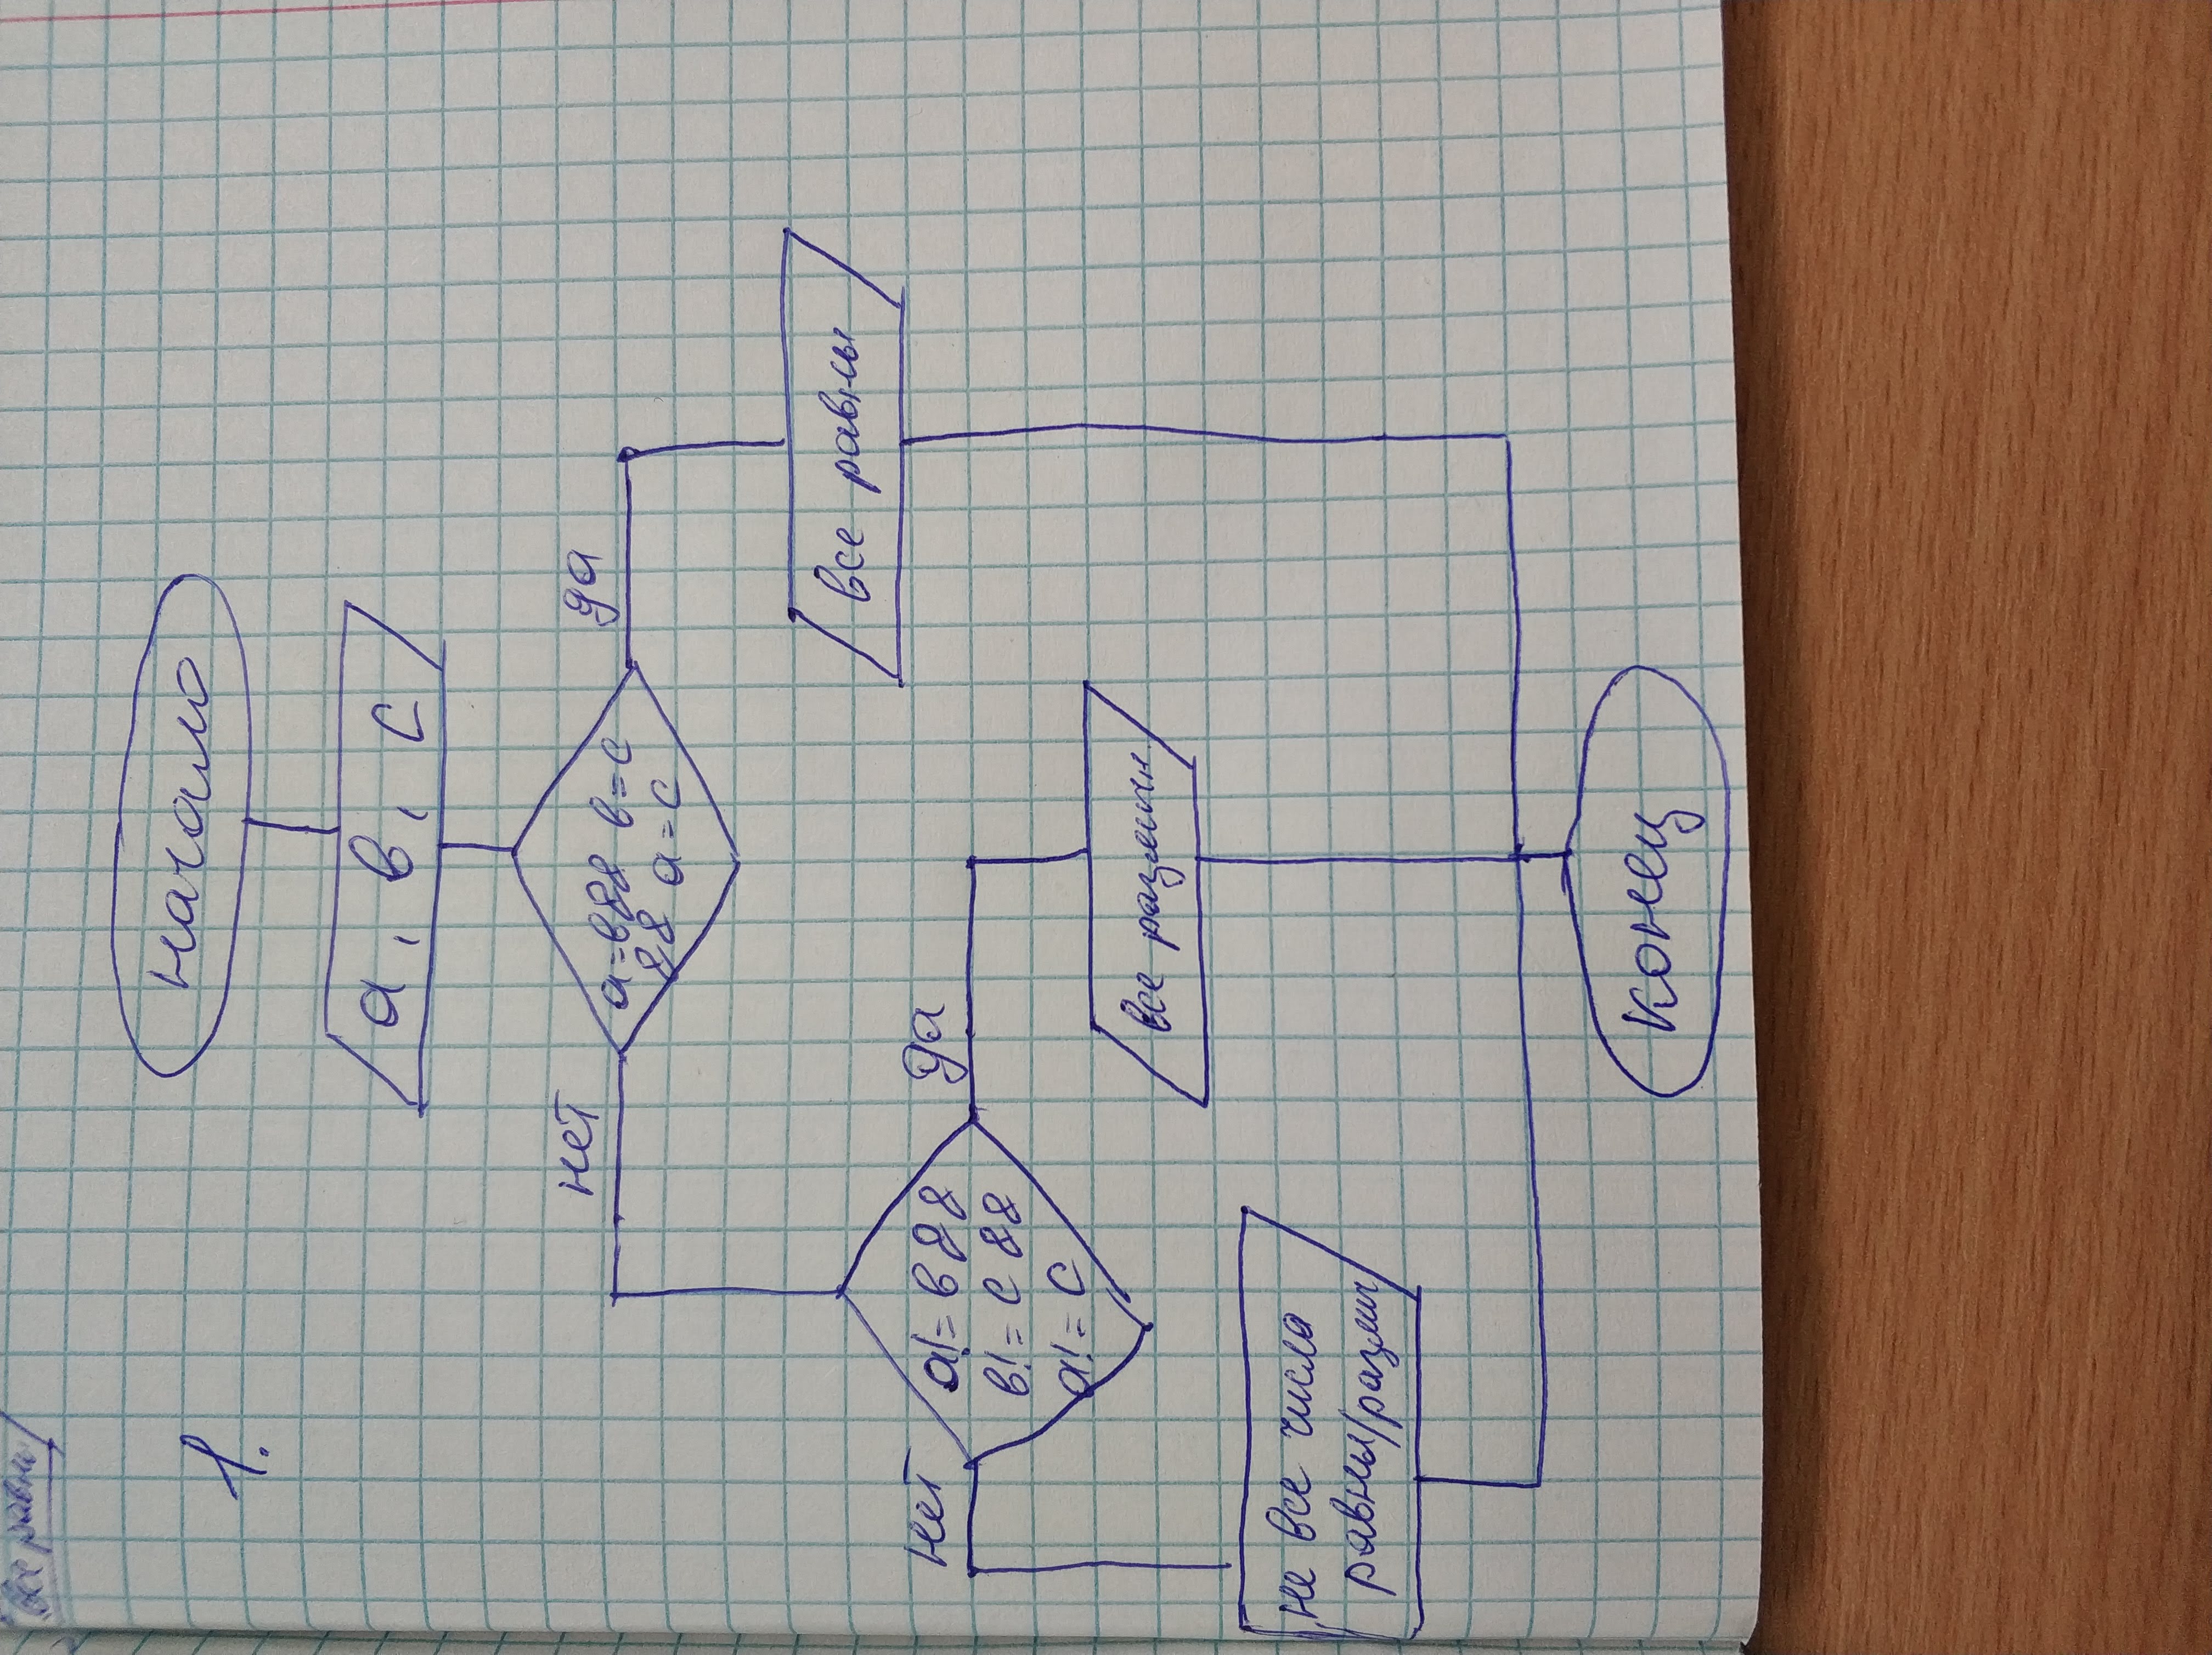 все равны
1.
начало
а, в, с
нет
да
а=в&& в=с
&& а=с
все равны
нет
да
а!=в &&
в!= с &&
а!= с
все различн.
не все числа
равны/различ
конец